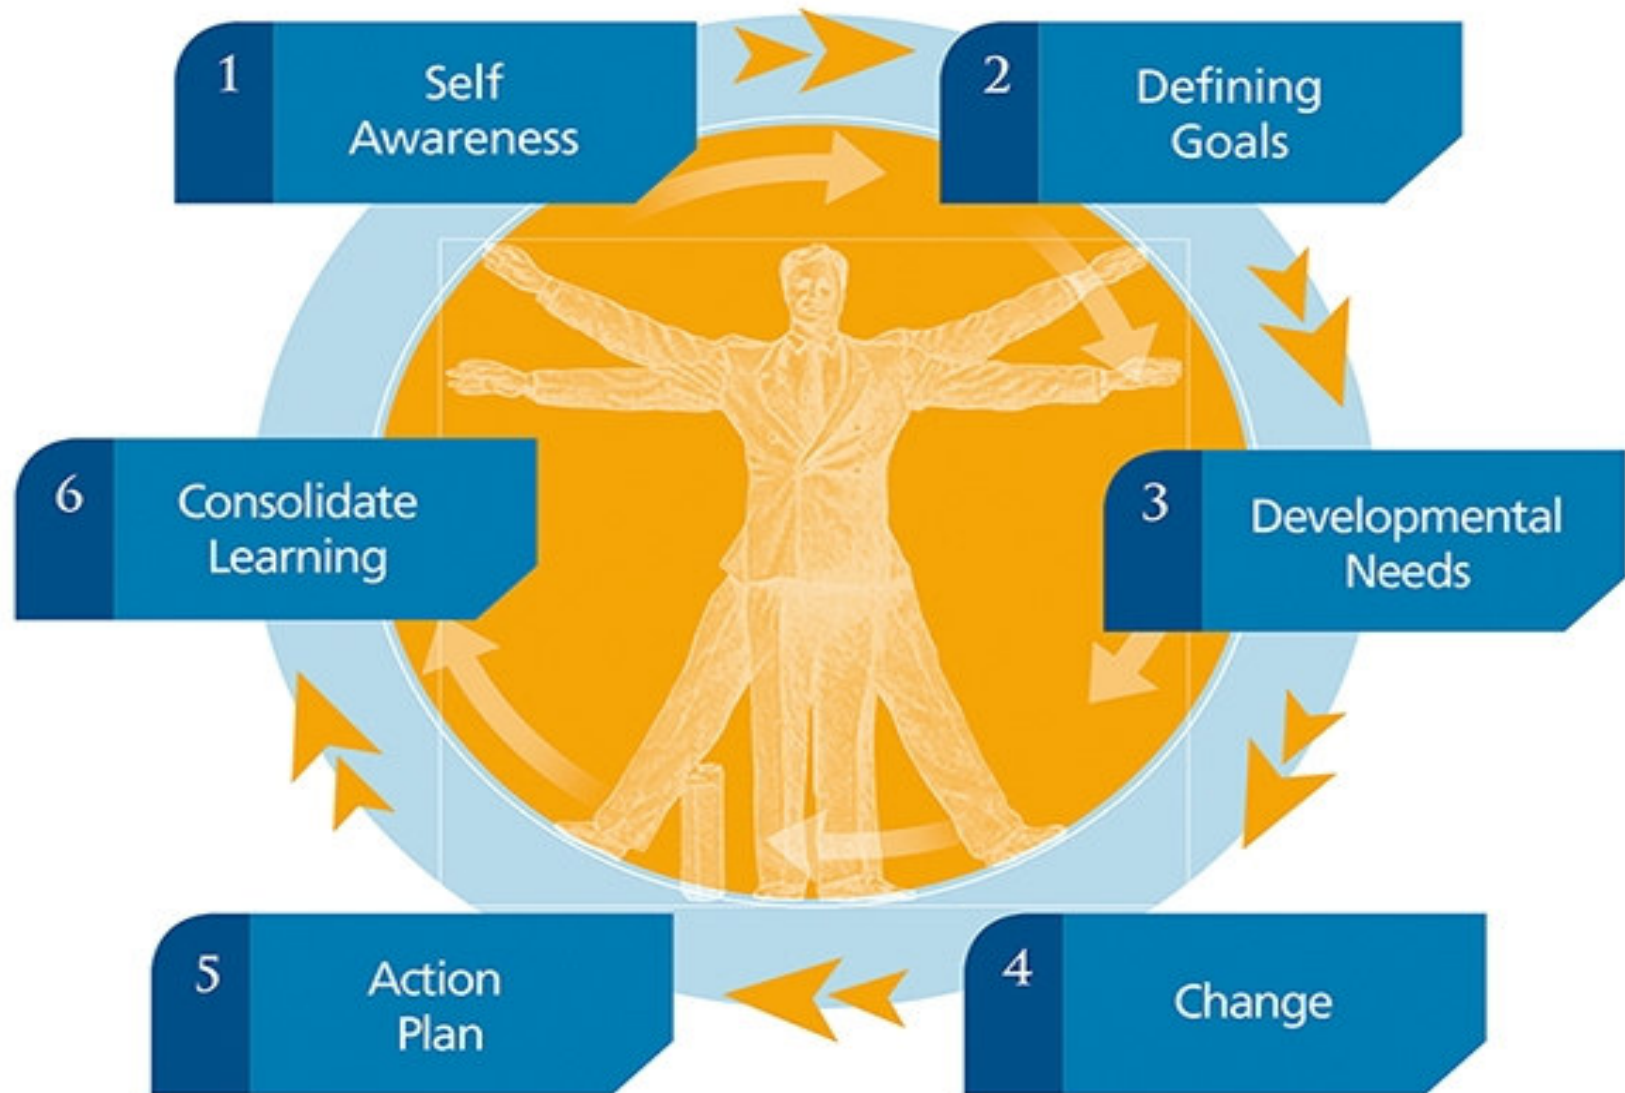 1
Self
Awareness
2
Defining
Goals
3
Developmental
Needs
4
Change
5
Action
Plan
6
Consolidate
Learning